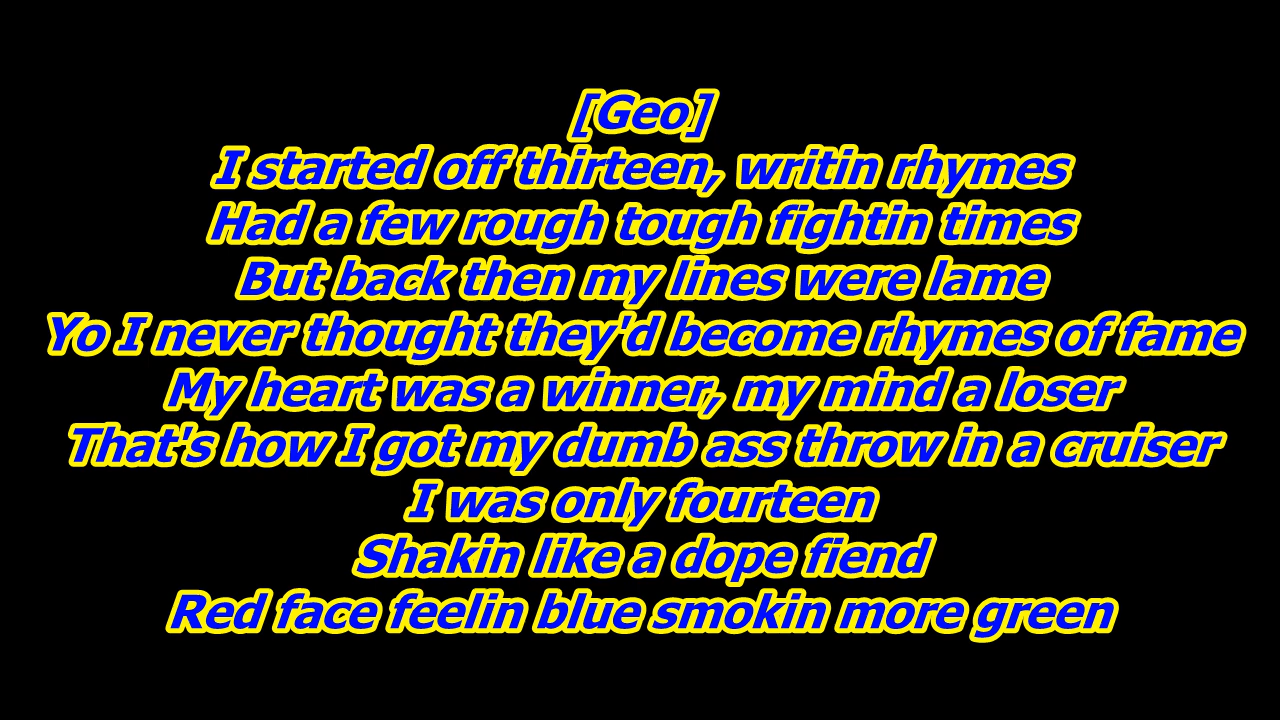 [Geo]
I started off thirteen, writin rhymes
Had a few rough tough fightin times
But back then my lines were lame
Yo I never thought they'd become rhymes of fame
My heart was a winner, my mind a loser
That's how I got my dumb ass throw in a cruiser
I was only fourteen
Shakin like a dope fiend
Red face feelin blue smokin more green